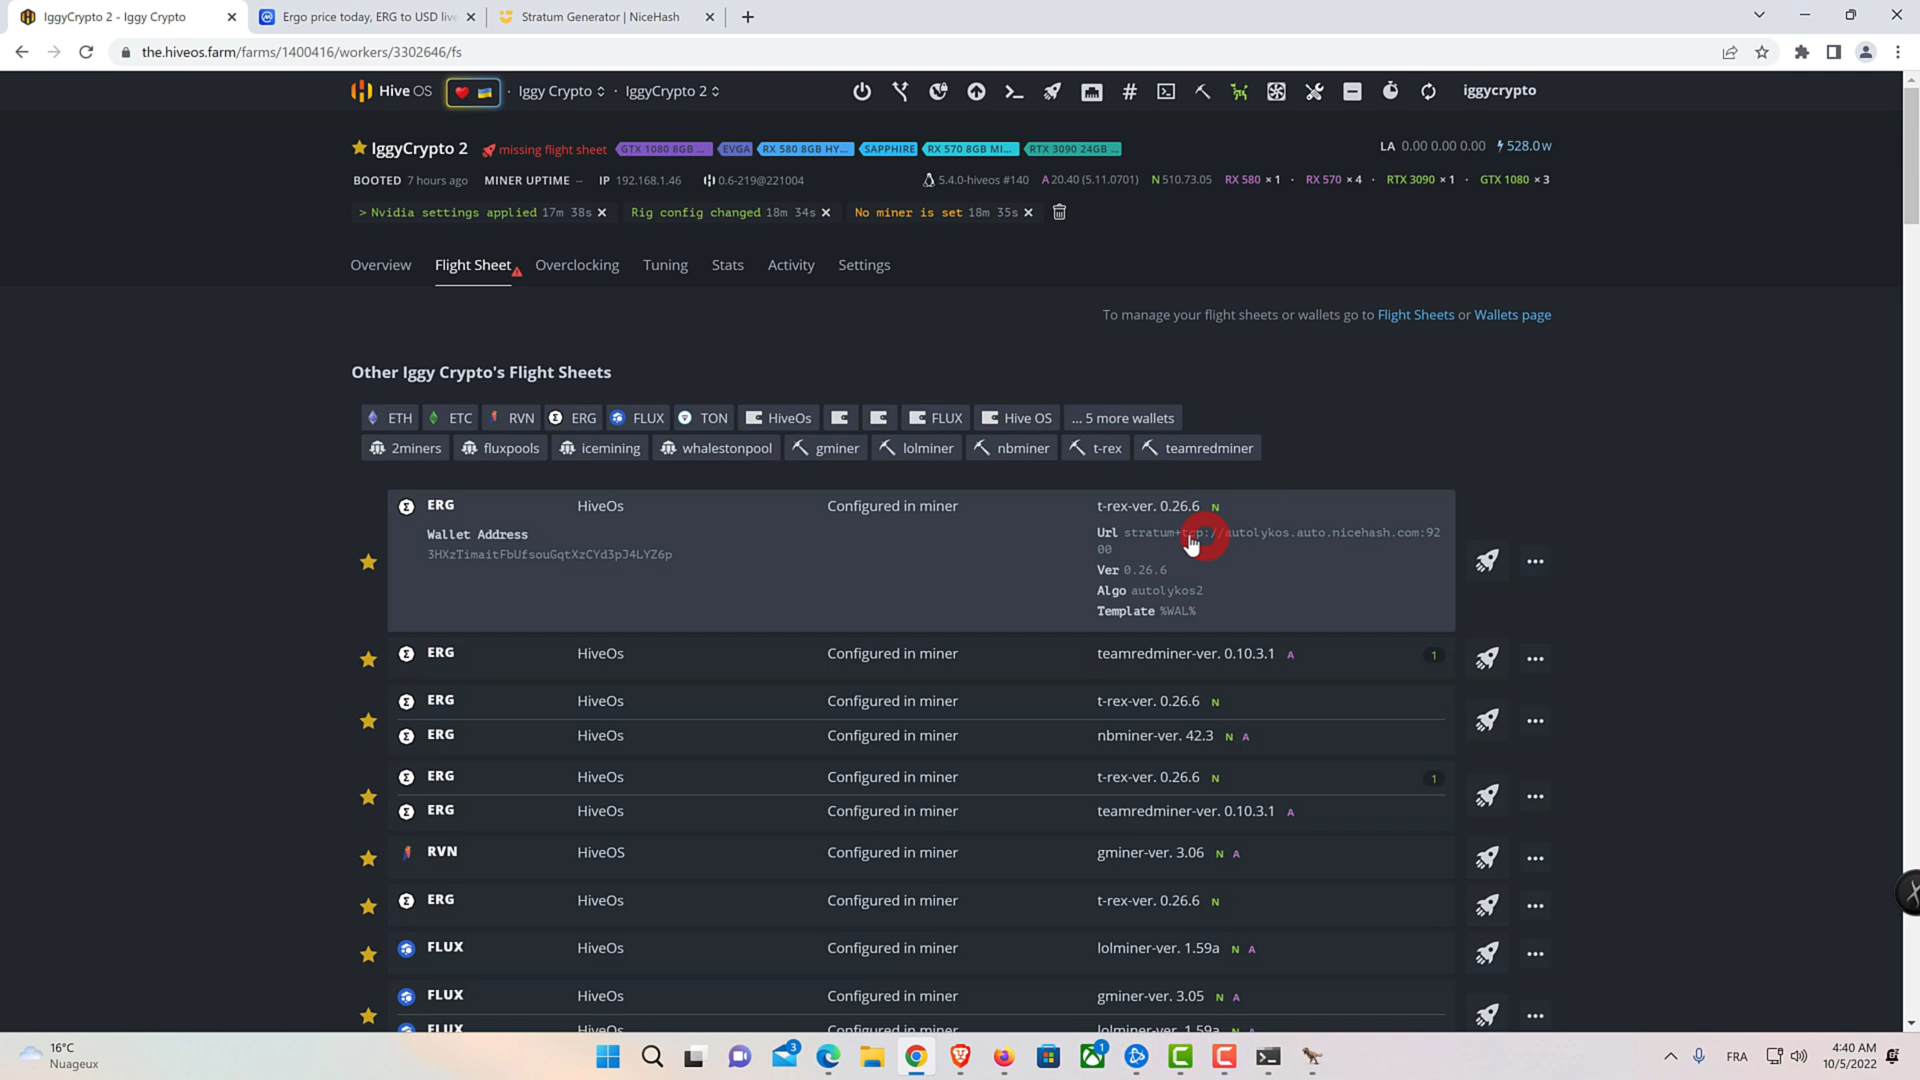 IggyCrypto 2 - Iggy Crypto
Ergo price today, ERG to USD live
Stratum Generator | NiceHash
the.hiveos.farm/farms/1400416/workers/3302646/fs
Hive OS · Iggy Crypto · IggyCrypto 2
iggycrypto
IggyCrypto 2 missing flight sheet GTX 1080 8GB ... EVGA RX 580 8GB HY... SAPPHIRE RX 570 8GB MI... RTX 3090 24GB ...
LA 0.00 0.00 0.00 528.0 W
BOOTED 7 hours ago MINER UPTIME -- IP 192.168.1.46 0.6-219@221004
5.4.0-hiveos #140 A 20.40 (5.11.0701) N 510.73.05 RX 580 × 1 · RX 570 × 4 · RTX 3090 × 1 · GTX 1080 × 3
> Nvidia settings applied 17m 38s Rig config changed 18m 34s No miner is set 18m 35s
Overview Flight Sheet Overclocking Tuning Stats Activity Settings
To manage your flight sheets or wallets go to Flight Sheets or Wallets page
Other Iggy Crypto's Flight Sheets
ETH ETC RVN ERG FLUX TON HiveOs FLUX Hive OS ... 5 more wallets
2miners fluxpools icemining whalestonpool gminer lolminer nbminer t-rex teamredminer
ERG HiveOs Configured in miner t-rex-ver. 0.26.6 N
Wallet Address
3HXzTimaitFbUfsouGqtXzCYd3pJ4LYZ6p
Url stratum+tcp://autolykos.auto.nicehash.com:92
00
Ver 0.26.6
Algo autolykos2
Template %WAL%
ERG HiveOs Configured in miner teamredminer-ver. 0.10.3.1 A 1
ERG HiveOs Configured in miner t-rex-ver. 0.26.6 N
ERG HiveOs Configured in miner nbminer-ver. 42.3 N A
ERG HiveOs Configured in miner t-rex-ver. 0.26.6 N 1
ERG HiveOs Configured in miner teamredminer-ver. 0.10.3.1 A
RVN HiveOS Configured in miner gminer-ver. 3.06 N A
ERG HiveOs Configured in miner t-rex-ver. 0.26.6 N
FLUX HiveOs Configured in miner lolminer-ver. 1.59a N A
FLUX HiveOs Configured in miner gminer-ver. 3.05 N A
FLUX HiveOs Configured in miner lolminer-ver. 1.59a N A
16°C
Nuageux
3
1
FRA
4:40 AM
10/5/2022